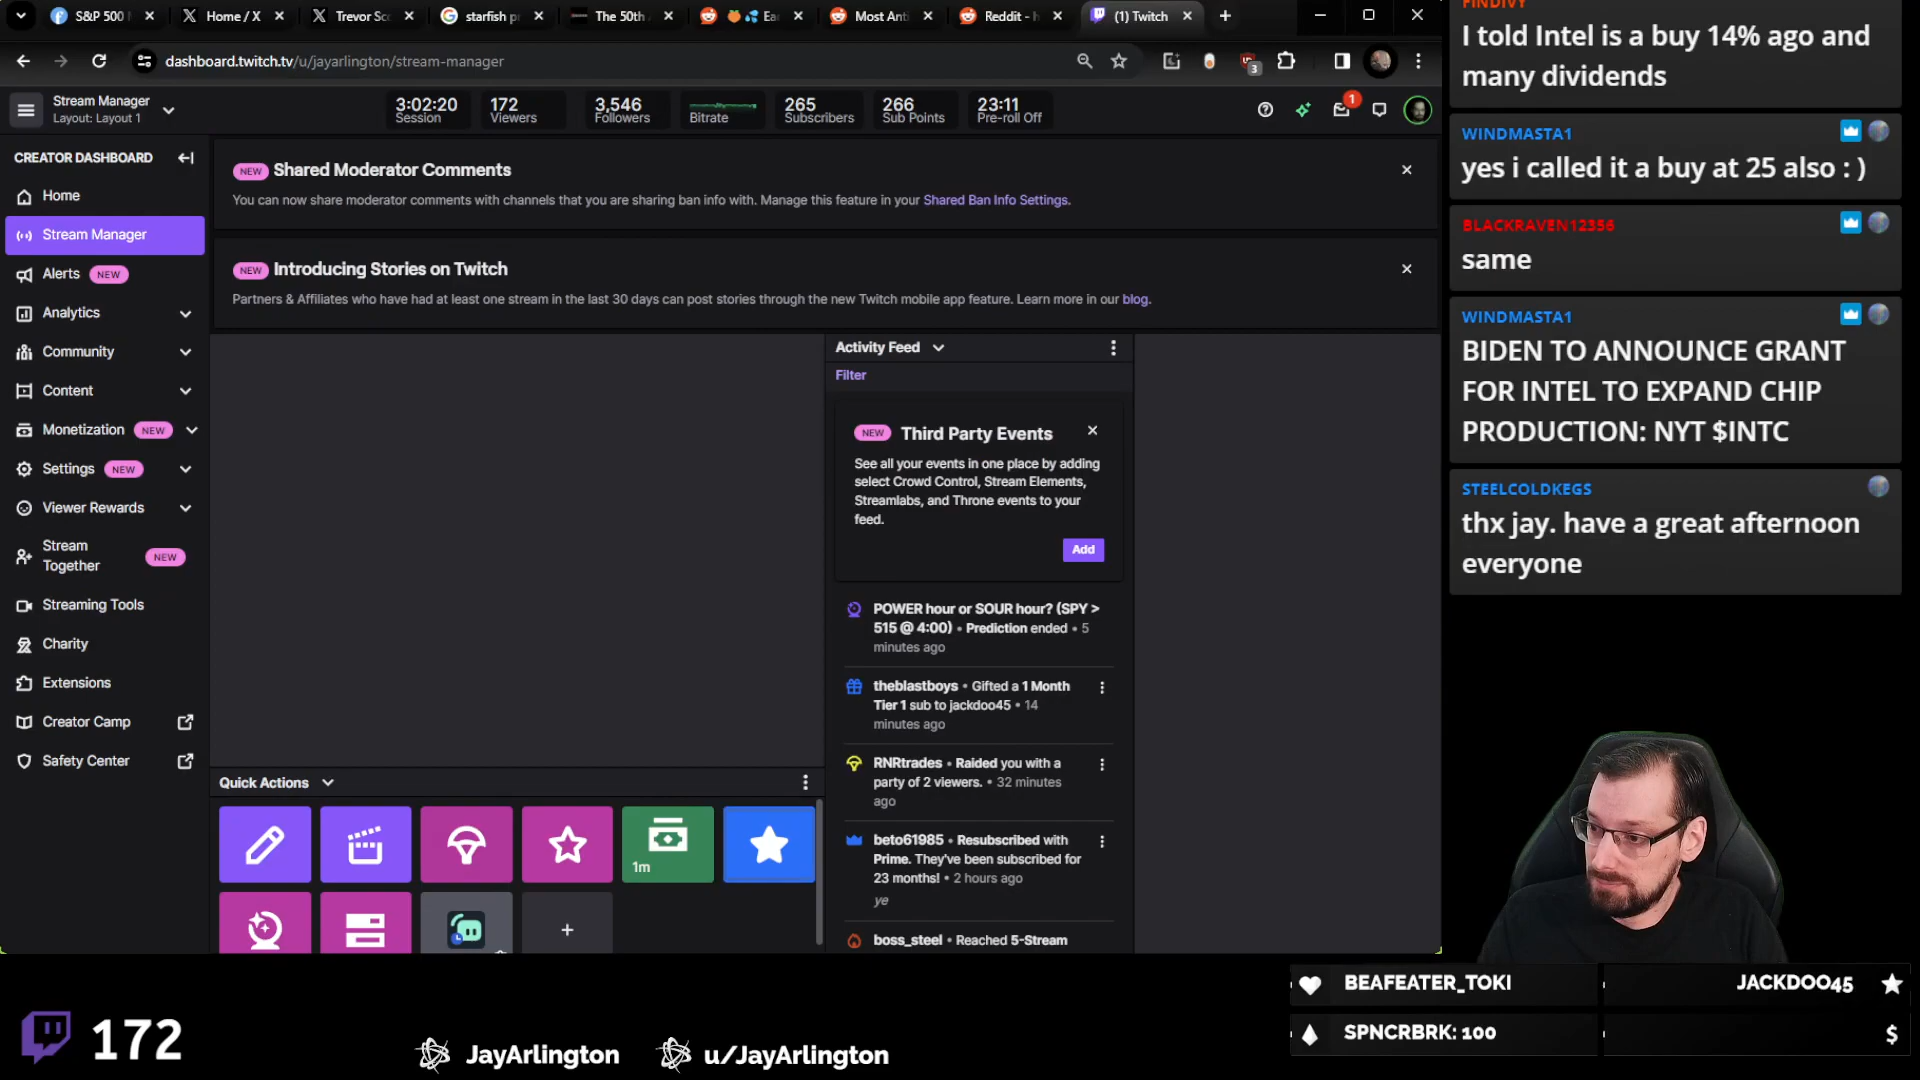 S&P 500
Home / X
Trevor Sc
starfish p
The 50th
Ea
Most Anti
Reddit - h
(1) Twitch
dashboard.twitch.tv/u/jayarlington/stream-manager
3
Stream Manager
Layout: Layout 1
3:02:20
Session
172
Viewers
3,546
Followers
Bitrate
265
Subscribers
266
Sub Points
23:11
Pre-roll Off
1
CREATOR DASHBOARD
Home
Stream Manager
Alerts NEW
Analytics
Community
Content
Monetization NEW
Settings NEW
Viewer Rewards
Stream
Together
NEW
Streaming Tools
Charity
Extensions
Creator Camp
Safety Center
NEW Shared Moderator Comments
You can now share moderator comments with channels that you are sharing ban info with. Manage this feature in your Shared Ban Info Settings.
NEW Introducing Stories on Twitch
Partners & Affiliates who have had at least one stream in the last 30 days can post stories through the new Twitch mobile app feature. Learn more in our blog.
Activity Feed
Filter
NEW Third Party Events
See all your events in one place by adding
select Crowd Control, Stream Elements,
Streamlabs, and Throne events to your
feed.
Add
POWER hour or SOUR hour? (SPY >
515 @ 4:00) • Prediction ended • 5
minutes ago
theblastboys • Gifted a 1 Month
Tier 1 sub to jackdoo45 • 14
minutes ago
RNRtrades • Raided you with a
party of 2 viewers. • 32 minutes
ago
beto61985 • Resubscribed with
Prime. They've been subscribed for
23 months! • 2 hours ago
ye
boss_steel • Reached 5-Stream
Quick Actions
1m
FINDIVY
I told Intel is a buy 14% ago and
many dividends
WINDMASTA1
yes i called it a buy at 25 also : )
BLACKRAVEN12356
same
WINDMASTA1
BIDEN TO ANNOUNCE GRANT
FOR INTEL TO EXPAND CHIP
PRODUCTION: NYT $INTC
STEELCOLDKEGS
thx jay. have a great afternoon
everyone
BEAFEATER_TOKI
JACKDOO45
SPNCRBRK: 100
$
172
JayArlington
u/JayArlington